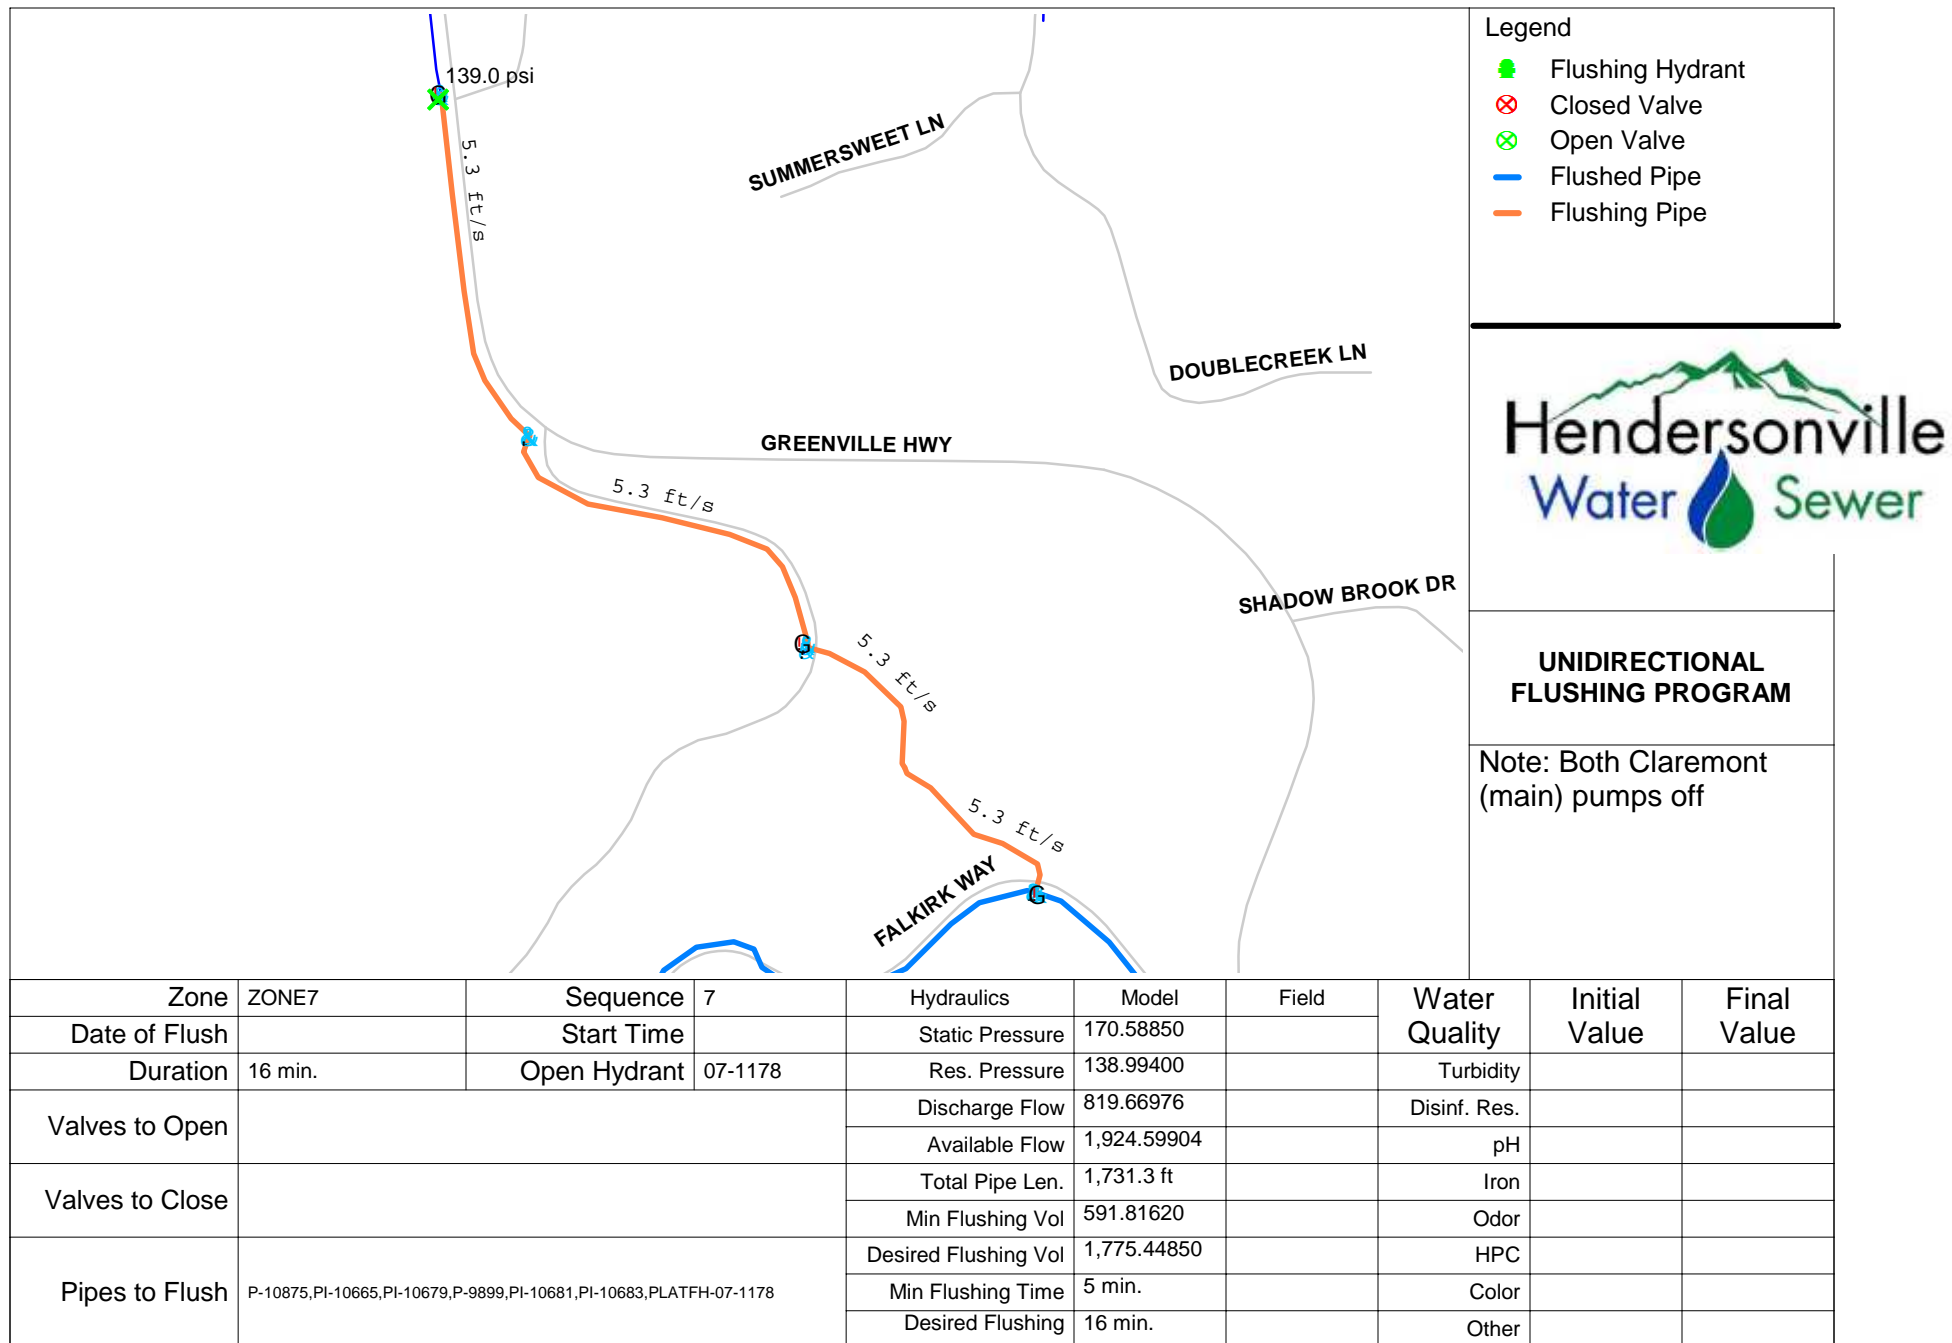 139.0 psi
5.3 ft/s
SUMMERSWEET LN
DOUBLECREEK LN
GREENVILLE HWY
5.3 ft/s
SHADOW BROOK DR
G
5.3 ft/s
5.3 ft/s
FALKIRK WAY
G
Legend
Flushing Hydrant
Closed Valve
Open Valve
Flushed Pipe
Flushing Pipe
Hendersonville
Water Sewer
UNIDIRECTIONAL
FLUSHING PROGRAM
Note: Both Claremont
(main) pumps off
Zone ZONE7 Sequence 7 Hydraulics Model Field Water Quality Initial Value Final Value
Date of Flush Start Time Static Pressure 170.58850
Duration 16 min. Open Hydrant 07-1178 Res. Pressure 138.99400 Turbidity
Valves to Open Discharge Flow 819.66976 Disinf. Res.
Available Flow 1,924.59904 pH
Valves to Close Total Pipe Len. 1,731.3 ft Iron
Min Flushing Vol 591.81620 Odor
Desired Flushing Vol 1,775.44850 HPC
Pipes to Flush P-10875,PI-10665,PI-10679,P-9899,PI-10681,PI-10683,PLATFH-07-1178 Min Flushing Time 5 min. Color
Desired Flushing 16 min. Other